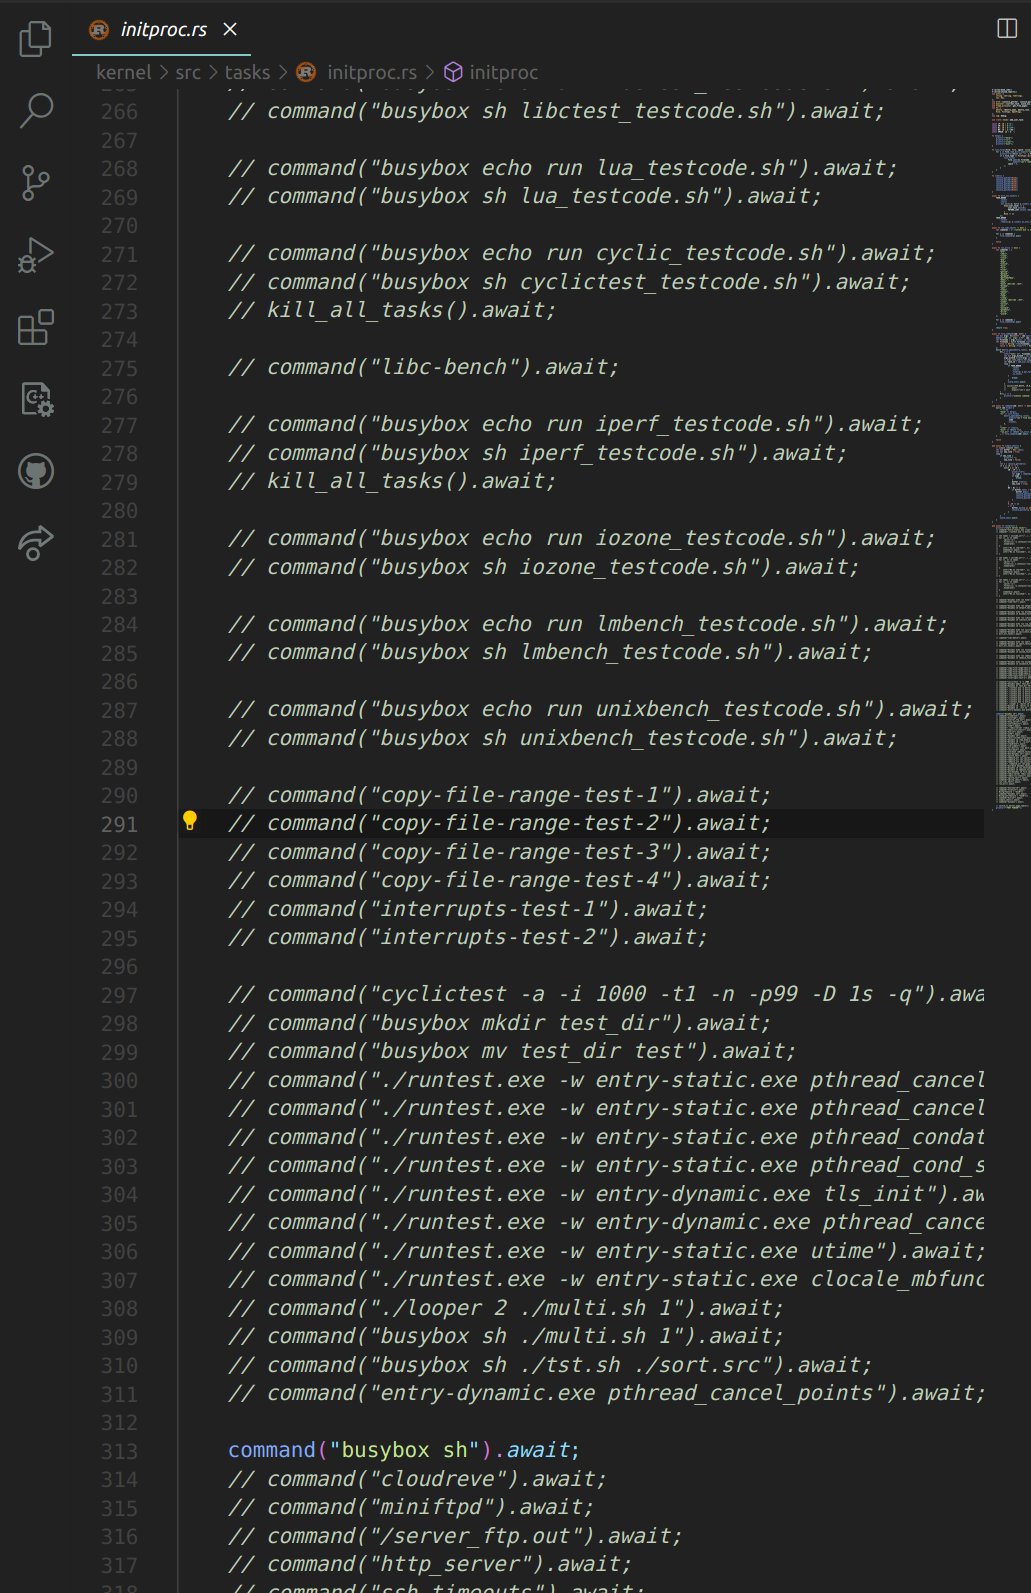 initproc.rs
kernel > src > tasks > initproc.rs > initproc
266 // command("busybox sh libctest_testcode.sh").await;
267
268 // command("busybox echo run lua_testcode.sh").await;
269 // command("busybox sh lua_testcode.sh").await;
270
271 // command("busybox echo run cyclic_testcode.sh").await;
272 // command("busybox sh cyclictest_testcode.sh").await;
273 // kill_all_tasks().await;
274
275 // command("libc-bench").await;
276
277 // command("busybox echo run iperf_testcode.sh").await;
278 // command("busybox sh iperf_testcode.sh").await;
279 // kill_all_tasks().await;
280
281 // command("busybox echo run iozone_testcode.sh").await;
282 // command("busybox sh iozone_testcode.sh").await;
283
284 // command("busybox echo run lmbench_testcode.sh").await;
285 // command("busybox sh lmbench_testcode.sh").await;
286
287 // command("busybox echo run unixbench_testcode.sh").await;
288 // command("busybox sh unixbench_testcode.sh").await;
289
290 // command("copy-file-range-test-1").await;
291 // command("copy-file-range-test-2").await;
292 // command("copy-file-range-test-3").await;
293 // command("copy-file-range-test-4").await;
294 // command("interrupts-test-1").await;
295 // command("interrupts-test-2").await;
296
297 // command("cyclictest -a -i 1000 -t1 -n -p99 -D 1s -q").awa
298 // command("busybox mkdir test_dir").await;
299 // command("busybox mv test_dir test").await;
300 // command("./runtest.exe -w entry-static.exe pthread_cancel
301 // command("./runtest.exe -w entry-static.exe pthread_cancel
302 // command("./runtest.exe -w entry-static.exe pthread_condat
303 // command("./runtest.exe -w entry-static.exe pthread_cond_s
304 // command("./runtest.exe -w entry-dynamic.exe tls_init").aw
305 // command("./runtest.exe -w entry-dynamic.exe pthread_cance
306 // command("./runtest.exe -w entry-static.exe utime").await;
307 // command("./runtest.exe -w entry-static.exe clocale_mbfunc
308 // command("./looper 2 ./multi.sh 1").await;
309 // command("busybox sh ./multi.sh 1").await;
310 // command("busybox sh ./tst.sh ./sort.src").await;
311 // command("entry-dynamic.exe pthread_cancel_points").await;
312
313 command("busybox sh").await;
314 // command("cloudreve").await;
315 // command("miniftpd").await;
316 // command("/server_ftp.out").await;
317 // command("http_server").await;
318 // command("ssh-timeouts").await;